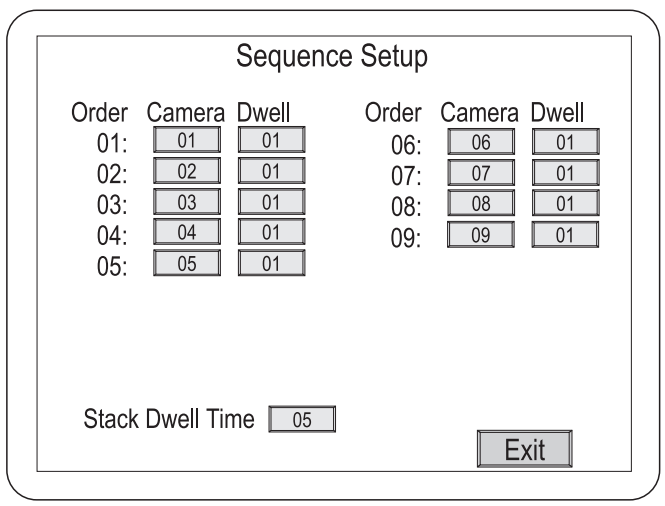 Sequence Setup
Order Camera Dwell
01: 01 01
02: 02 01
03: 03 01
04: 04 01
05: 05 01
Order Camera Dwell
06: 06 01
07: 07 01
08: 08 01
09: 09 01
Stack Dwell Time 05
Exit